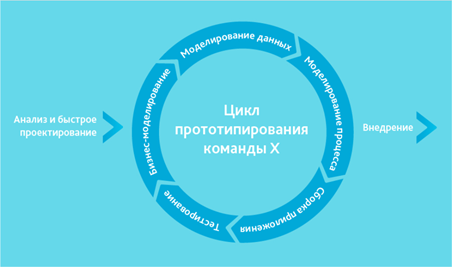 Анализ и быстрое
проектирование
Бизнес-моделирование
Моделирование данных
Моделирование процесса
Сборка приложения
Тестирование
Цикл
прототипирования
команды X
Внедрение